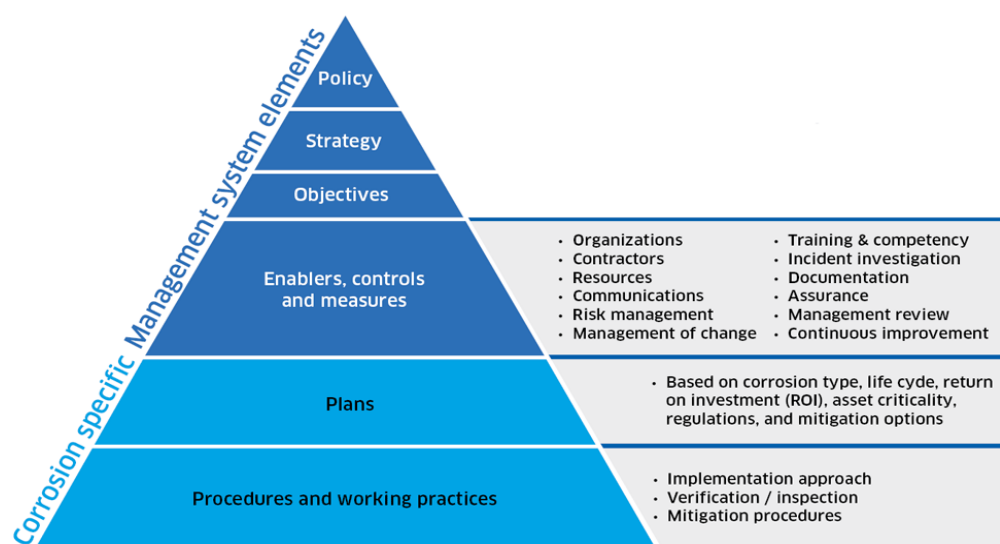 Management system elements
Corrosion specific
Policy
Strategy
Objectives
Enablers, controls
and measures
• Organizations
• Contractors
• Resources
• Communications
• Risk management
• Management of change
• Training & competency
• Incident investigation
• Documentation
• Assurance
• Management review
• Continuous improvement
Plans
• Based on corrosion type, life cyde, return
on investment (ROI), asset criticality,
regulations, and mitigation options
Procedures and working practices
• Implementation approach
• Verification / inspection
• Mitigation procedures